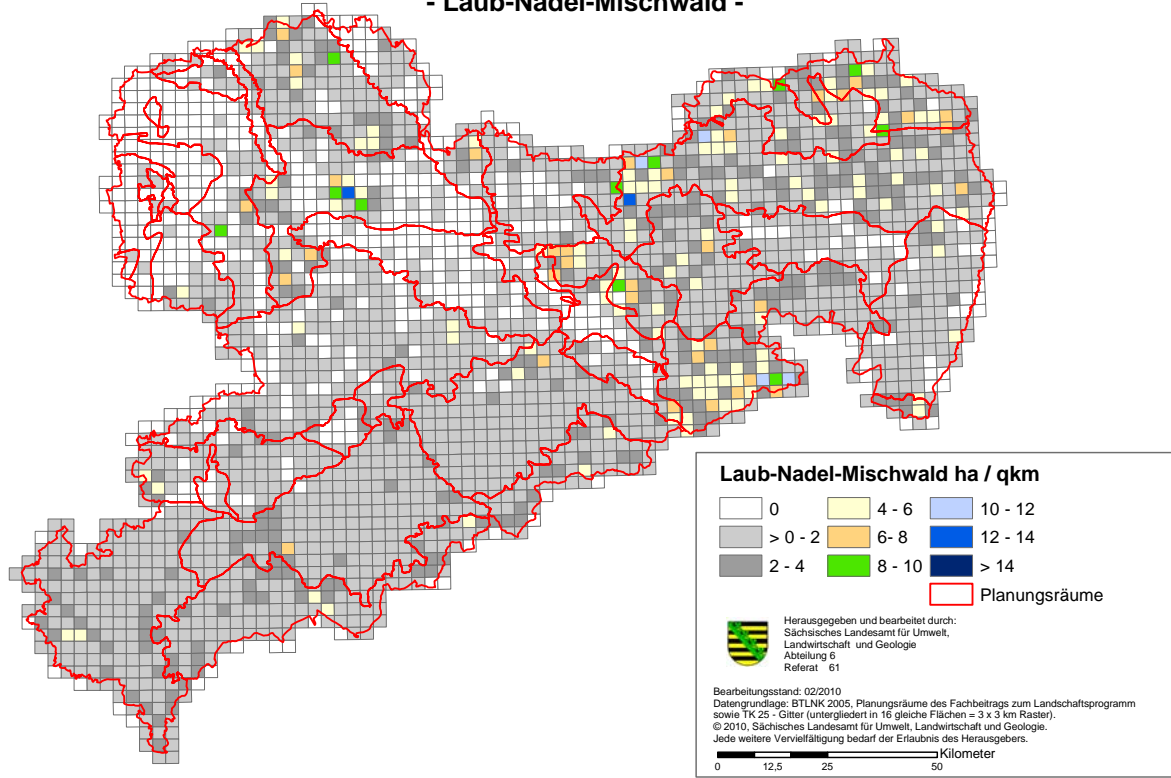 - Laub-Nadel-Mischwald -
Laub-Nadel-Mischwald ha / qkm
0
4 - 6
10 - 12
> 0 - 2
6- 8
12 - 14
2 - 4
8 - 10
> 14
Planungsräume
Herausgegeben und bearbeitet durch:
Sächsisches Landesamt für Umwelt,
Landwirtschaft und Geologie
Abteilung 6
Referat 61
Bearbeitungsstand: 02/2010
Datengrundlage: BTLNK 2005, Planungsräume des Fachbeitrags zum Landschaftsprogramm
sowie TK 25 - Gitter (untergliedert in 16 gleiche Flächen = 3 x 3 km Raster).
© 2010, Sächisches Landesamt für Umwelt, Landwirtschaft und Geologie.
Jede weitere Vervielfältigung bedarf der Erlaubnis des Herausgebers.
Kilometer
0 12,5 25 50